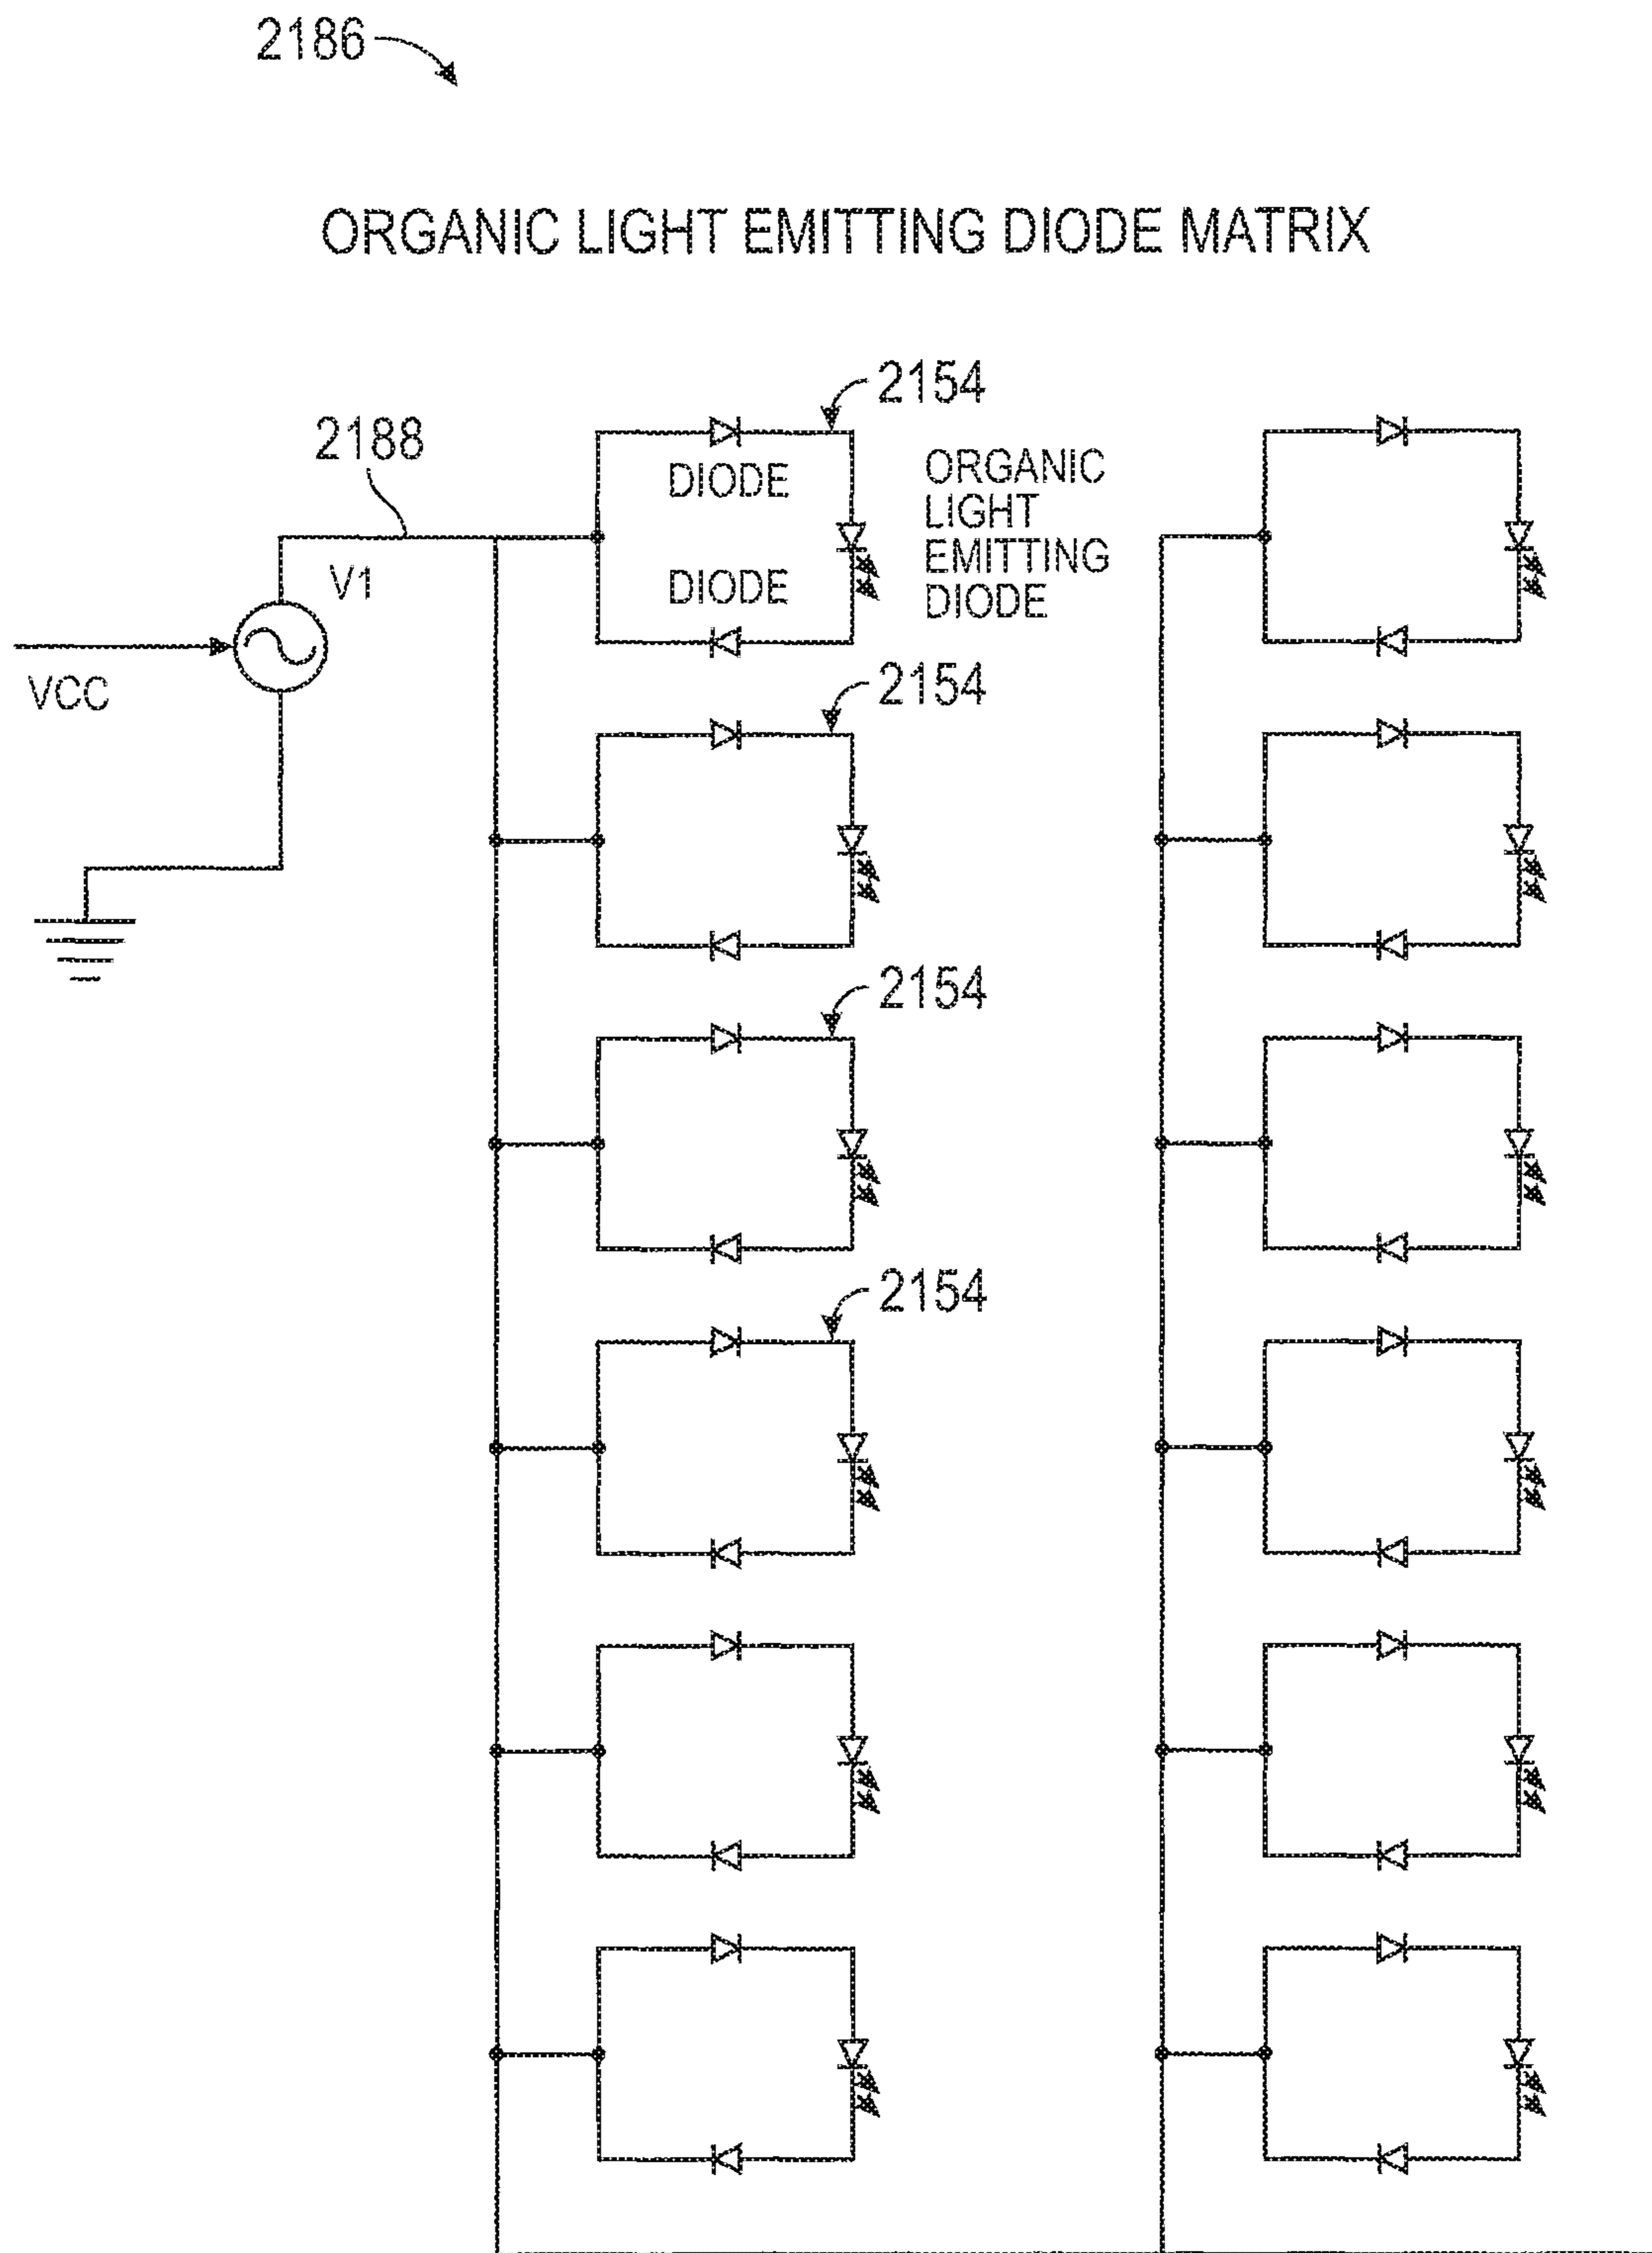 2186
ORGANIC LIGHT EMITTING DIODE MATRIX
2154
2188
DIODE
ORGANIC
LIGHT
EMITTING
DIODE
V1
DIODE
VCC
2154
2154
2154